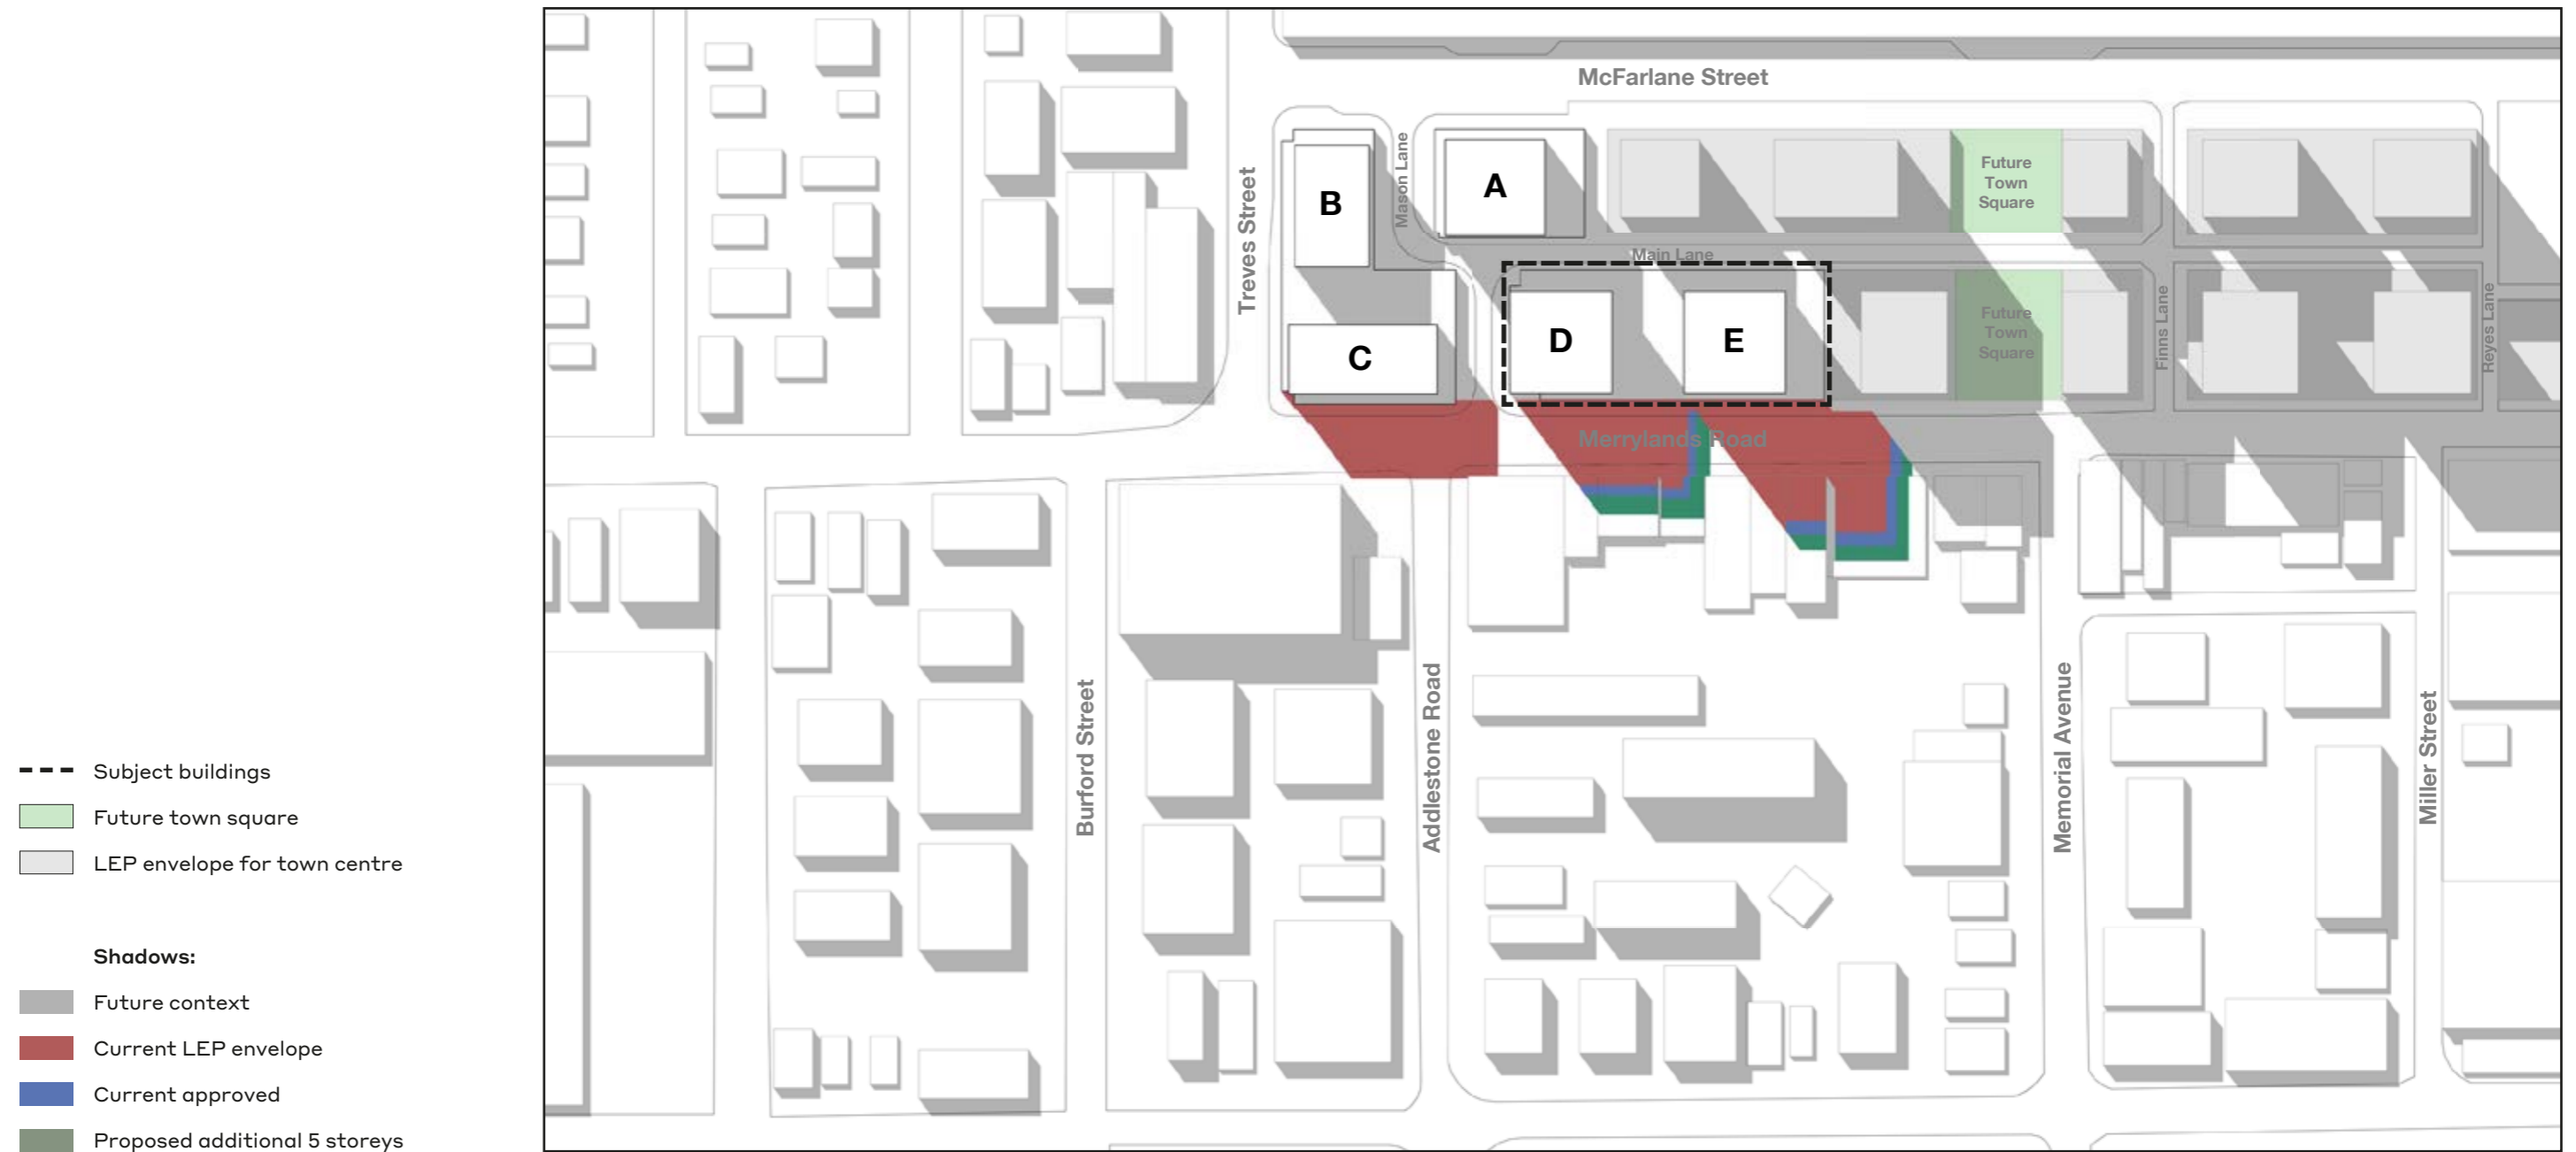 McFarlane Street
Mason Lane
Treves Street
B
A
Future
Town
Square
Main Lane
C
D
E
Future
Town
Square
Finns Lane
Reyes Lane
Merrylands Road
Burford Street
Addlestone Road
Memorial Avenue
Miller Street
Subject buildings
Future town square
LEP envelope for town centre
Shadows:
Future context
Current LEP envelope
Current approved
Proposed additional 5 storeys